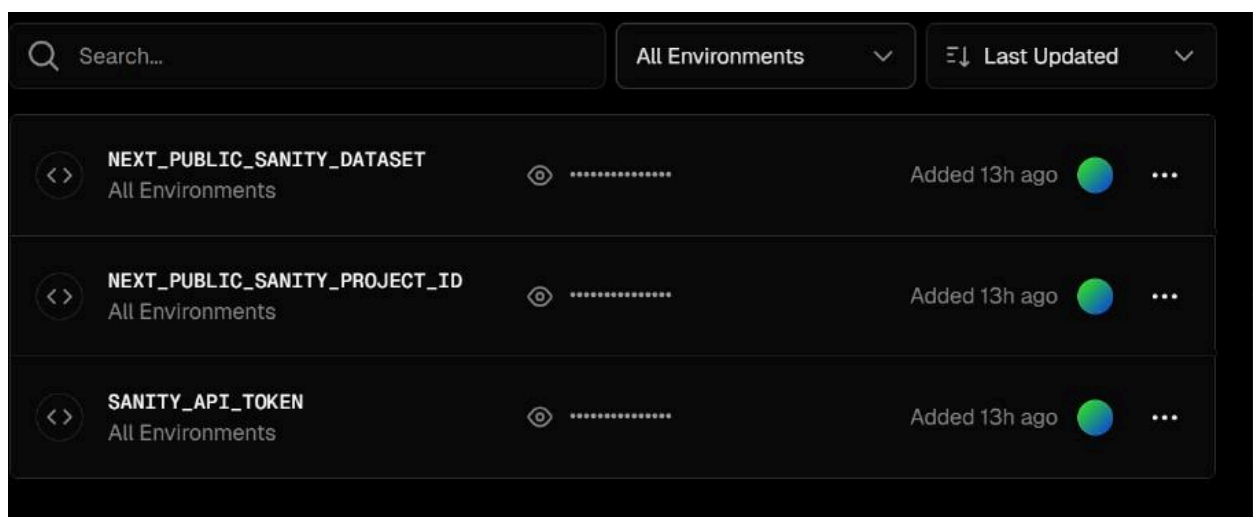 Search...
All Environments
Last Updated
NEXT_PUBLIC_SANITY_DATASET
All Environments
•••••••••••••••
Added 13h ago
NEXT_PUBLIC_SANITY_PROJECT_ID
All Environments
•••••••••••••••
Added 13h ago
SANITY_API_TOKEN
All Environments
•••••••••••••••
Added 13h ago